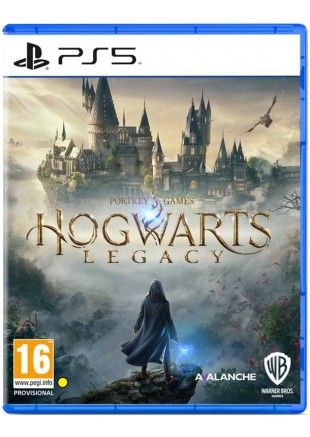 PS5
PORTKEY GAMES
HOGWARTS
LEGACY
16
www.pegi.info
PROVISIONAL
AVALANCHE
WB
WARNER BROS.
GAMES